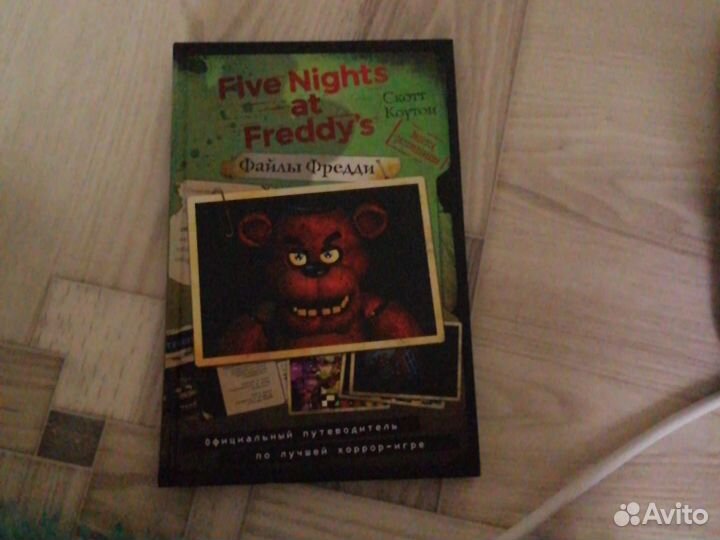 Five Nights
at
Freddy's
Скотт
Коутон
Файлы Фредди
Официальный путеводитель
по лучшей хоррор-игре
Avito